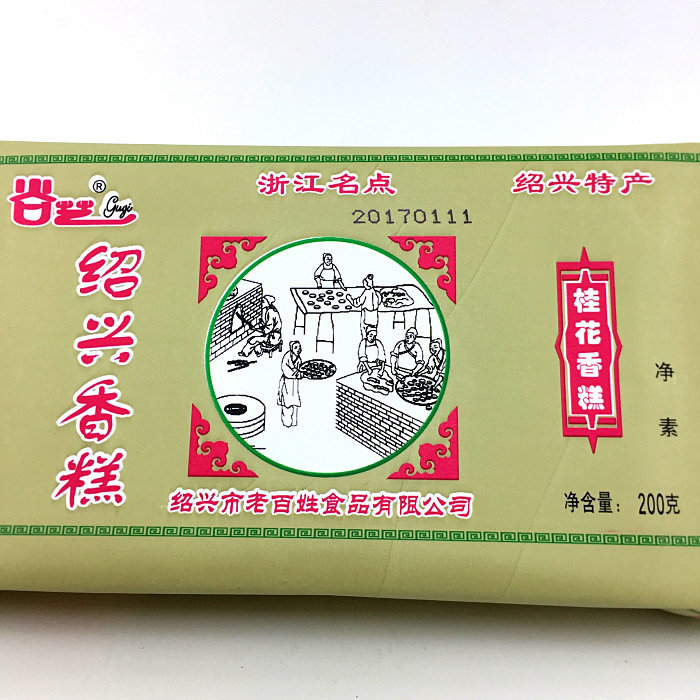 谷艺®
Gugi
浙江名点
绍兴特产
20170111
绍兴香糕
桂花香糕
净素
绍兴市老百姓食品有限公司
净含量： 200克